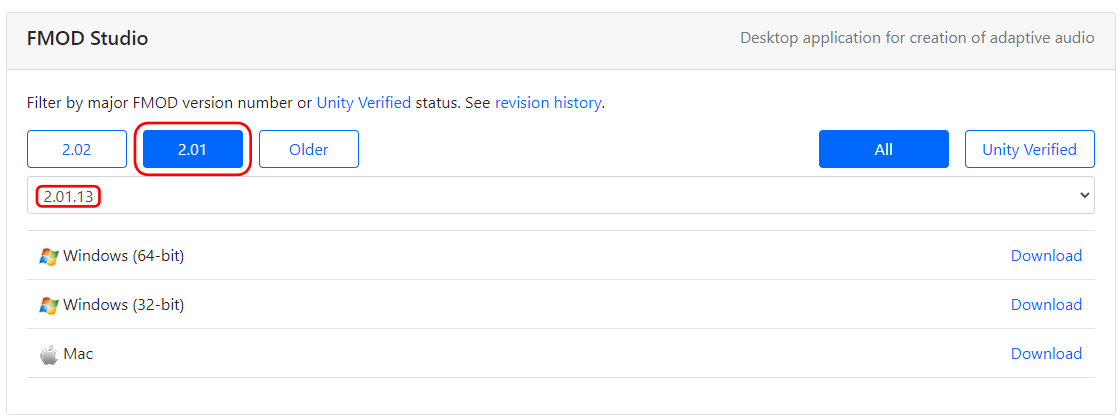 FMOD Studio
Desktop application for creation of adaptive audio
Filter by major FMOD version number or Unity Verified status. See revision history.
2.02 2.01 Older All Unity Verified
2.01.13
Windows (64-bit) Download
Windows (32-bit) Download
Mac Download